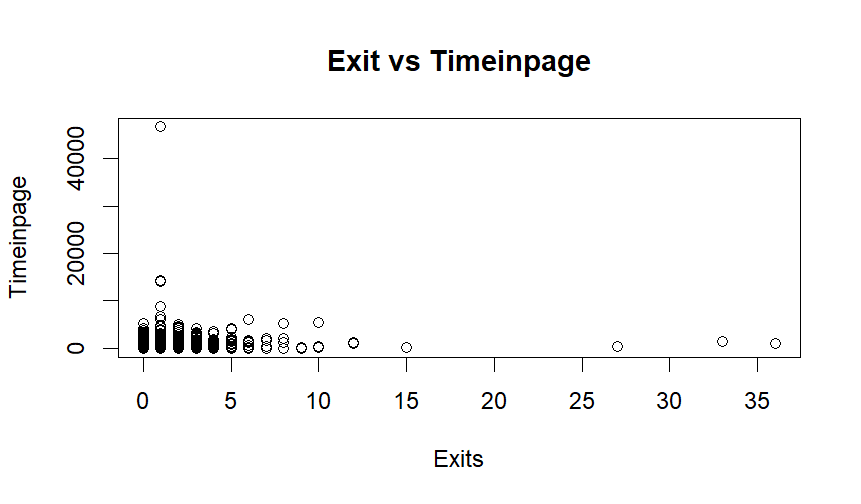 Exit vs Timeinpage
Timeinpage
40000
20000
0
0 5 10 15 20 25 30 35
Exits